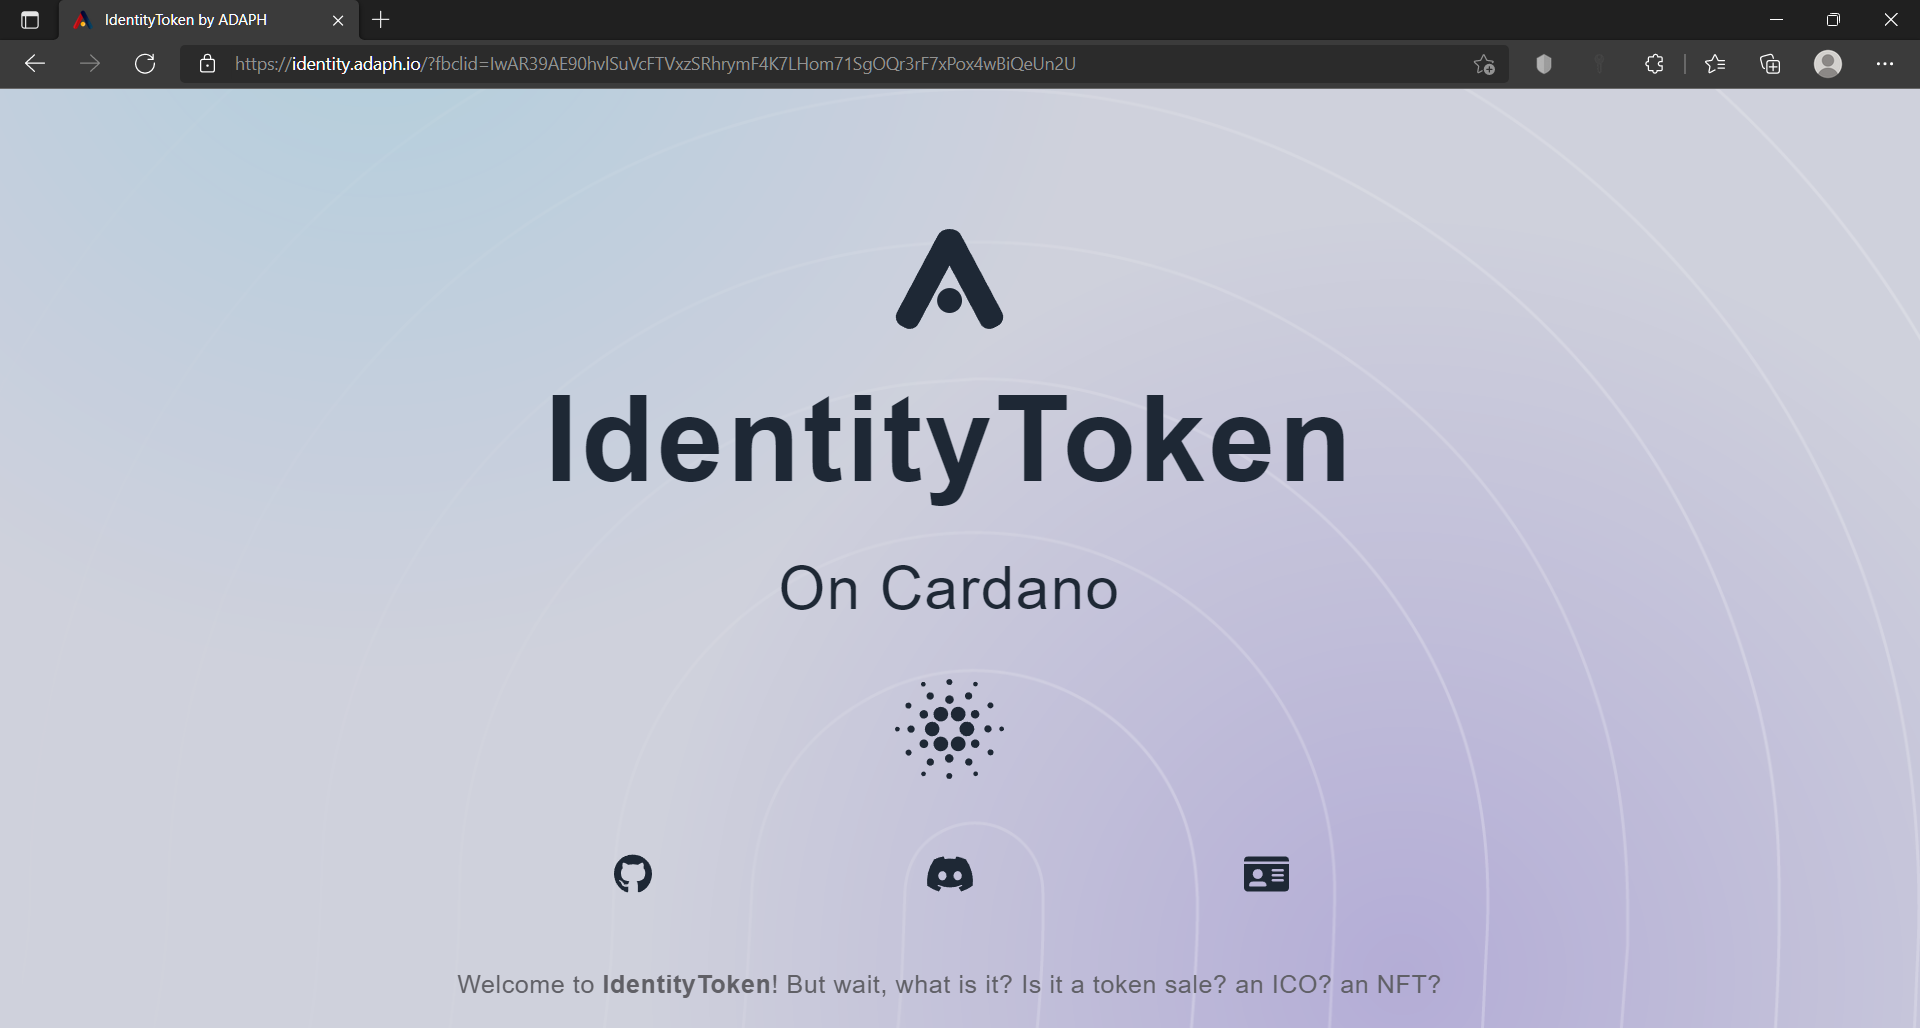 IdentityToken by ADAPH
https://identity.adaph.io/?fbclid=IwAR39AE90hvlSuVcFTVxzSRhrymF4K7LHom71SgOQr3rF7xPox4wBiQeUn2U
IdentityToken
On Cardano
Welcome to IdentityToken! But wait, what is it? Is it a token sale? an ICO? an NFT?